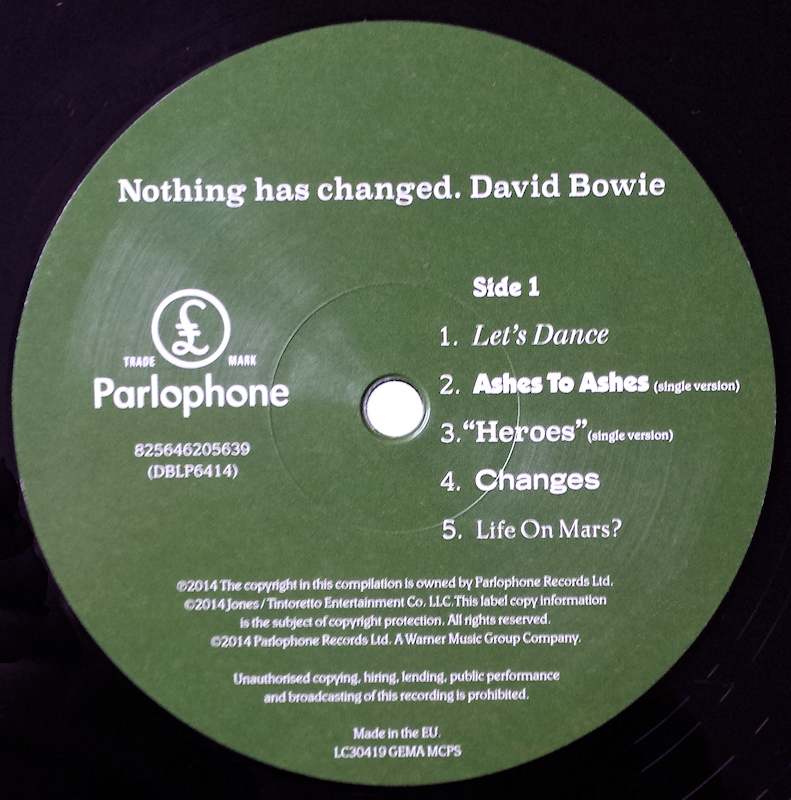 Nothing has changed. David Bowie
£
TRADE MARK
Parlophone
825646205639
(DBLP6414)
Side 1
1. Let's Dance
2. Ashes To Ashes (single version)
3. “Heroes” (single version)
4. Changes
5. Life On Mars?
℗2014 The copyright in this compilation is owned by Parlophone Records Ltd.
©2014 Jones / Tintoretto Entertainment Co. LLC. This label copy information
is the subject of copyright protection. All rights reserved.
©2014 Parlophone Records Ltd. A Warner Music Group Company.
Unauthorised copying, hiring, lending, public performance
and broadcasting of this recording is prohibited.
Made in the EU.
LC30419 GEMA MCPS